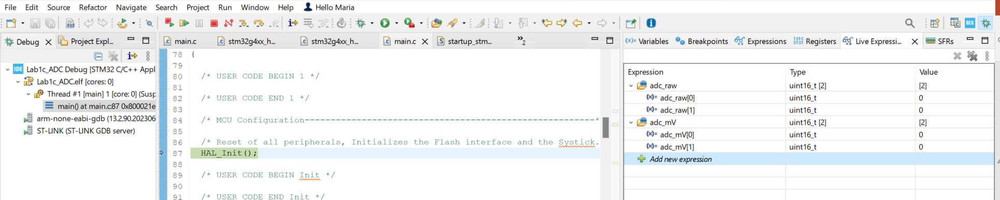 File Edit Source Refactor Navigate Search Project Run Window Help Hello Maria
Debug Project Expl... main.c stm32g4xx_h... stm32g4xx_h... main.c startup_stm... 2 Variables Breakpoints Expressions Registers Live Expressi... SFRs
IDE Lab1c_ADC Debug [STM32 C/C++ Appl
Lab1c_ADC.elf [cores: 0]
Thread #1 [main] 1 [core: 0] (Susp
main() at main.c:87 0x800021e
arm-none-eabi-gdb (13.2.90.202306
ST-LINK (ST-LINK GDB server)
78 {
79
80 /* USER CODE BEGIN 1 */
81
82 /* USER CODE END 1 */
83
84 /* MCU Configuration--------------------------------------------------------*
85
86 /* Reset of all peripherals, Initializes the Flash interface and the Systick.
87 HAL_Init();
88
89 /* USER CODE BEGIN Init */
90
91 /* USER CODE END Init */
Expression Type Value
adc_raw uint16_t [2] [2]
adc_raw[0] uint16_t 0
adc_raw[1] uint16_t 0
adc_mV uint16_t [2] [2]
adc_mV[0] uint16_t 0
adc_mV[1] uint16_t 0
Add new expression